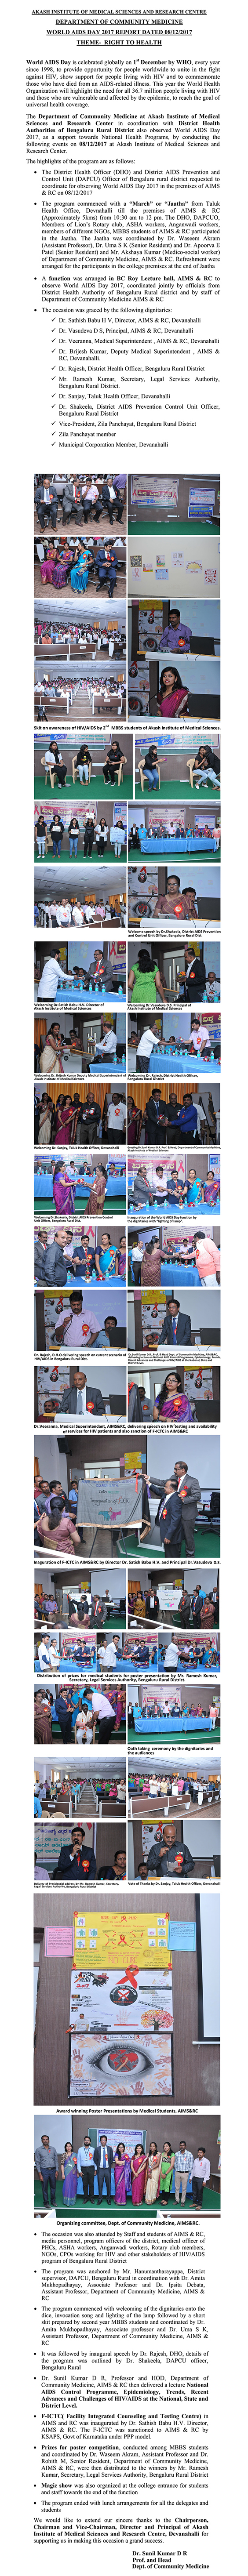 AKASH INSTITUTE OF MEDICAL SCIENCES AND RESEARCH CENTRE
DEPARTMENT OF COMMUNITY MEDICINE
WORLD AIDS DAY 2017 REPORT DATED 08/12/2017
THEME- RIGHT TO HEALTH
World AIDS Day is celebrated globally on 1st December by WHO, every year
since 1998, to provide opportunity for people worldwide to unite in the fight
against HIV, show support for people living with HIV and to commemorate
those who have died from an AIDS-related illness. This year the World Health
Organization will highlight the need for all 36.7 million people living with HIV
and those who are vulnerable and affected by the epidemic, to reach the goal of
universal health coverage.
The Department of Community Medicine at Akash Institute of Medical
Sciences and Research Center in coordination with District Health
Authorities of Bengaluru Rural District also observed World AIDS Day
2017, as a support towards National Health Programs, by conducting the
following events on 08/12/2017 at Akash Institute of Medical Sciences and
Research Center.
The highlights of the program are as follows:
• The District Health Officer (DHO) and District AIDS Prevention and
Control Unit (DAPCU) Officer of Bengaluru rural District requested to
coordinate for observing World AIDS Day 2017 in the premises of AIMS
& RC on 08/12/2017
• The program commenced with a “March” or “Jaatha” from Taluk
Health Office, Devanahalli till the premises of AIMS & RC
(Approximately 5kms) from 10:30 am to 12 pm. The DHO, DAPCUO,
Members of Lion's Rotary club, ASHA workers, Anganwadi workers,
members of different NGOs, MBBS students of AIMS & RC participated
in the Jaatha. The Jaatha was coordinated by Dr. Waseem Akram
(Assistant Professor), Dr. Uma S K (Senior Resident) and Dr. Apoorva E
Patel (Senior Resident) and Mr. Akshaya Kumar (Medico-social worker)
of Department of Community Medicine, AIMS & RC. Refreshment were
arranged for the participants in the college premises at the end of Jaatha
• A function was arranged in BC Roy Lecture hall, AIMS & RC to
observe World AIDS Day 2017, coordinated jointly by officials from
District Health Authority of Bengaluru Rural district and by staff of
Department of Community Medicine AIMS & RC
• The occasion was graced by the following dignitaries:
✓ Dr. Sathish Babu H V, Director, AIMS & RC, Devanahalli
✓ Dr. Vasudeva D S, Principal, AIMS & RC, Devanahalli
✓ Dr. Veeranna, Medical Superintendent , AIMS & RC, Devanahalli
✓ Dr. Brijesh Kumar, Deputy Medical Superintendent , AIMS &
RC, Devanahalli.
✓ Dr. Rajesh, District Health Officer, Bengaluru Rural District
✓ Mr. Ramesh Kumar, Secretary, Legal Services Authority,
Bengaluru Rural District.
✓ Dr. Sanjay, Taluk Health Officer, Devanahalli
✓ Dr. Shakeela, District AIDS Prevention Control Unit Officer,
Bengaluru Rural District
✓ Vice-President, Zila Panchayat, Bengaluru Rural District
✓ Zila Panchayat member
✓ Municipal Corporation Member, Devanahalli
Skit on awareness of HIV/AIDS by 2nd MBBS students of Akash Institute of Medical Sciences.
Welcome speech by Dr.Shakeela, District AIDS Prevention
and Control Unit Officer, Bengaluru Rural Dist.
Welcoming Dr.Satish Babu H.V. Director of
Akash Institute of Medical Sciences
Welcoming Dr.Vasudeva D.S. Principal of
Akash Institute of Medical Sciences
Welcoming Dr. Brijesh Kumar Deputy Medical Superintendent of
Akash Institute of Medical Sciences
Welcoming Dr. Rajesh, District Health Officer,
Bengaluru Rural District
Welcoming Dr. Sanjay, Taluk Health Officer, Devanahalli
Welcoming Dr.Shakeela, District AIDS Prevention Control
Unit Officer, Bengaluru Rural Dist.
Inauguration of the World AIDS Day function by
the dignitaries with "lighting of lamp".
Dr. Rajesh, D.H.O delivering speech on current scenario of
HIV/AIDS in Bengaluru Rural Dist.
Dr.Veeranna, Medical Superintendant, AIMS&RC, delivering speech on HIV testing and availability
of services for HIV patients and also sanction of F-ICTC in AIMS&RC
Inaguration of F-ICTC in AIMS&RC by Director Dr. Satish Babu H.V. and Principal Dr.Vasudeva D.S.
Distribution of prizes for medical students for poster presentation by Mr. Ramesh Kumar,
Secretary, Legal Services Authority, Bengaluru Rural District.
Oath taking ceremony by the dignitaries and
the audiances
Delivery of Presidential address by Mr. Ramesh Kumar, Secretary,
Legal Services Authority, Bengaluru Rural District
Vote of Thanks by Dr. Sanjay, Taluk Health Officer, Devanahalli
Award winning Poster Presentations by Medical Students, AIMS&RC
Organizing committee, Dept. of Community Medicine, AIMS&RC.
• The occasion was also attended by Staff and students of AIMS & RC,
media personnel, program officers of the district, medical officer of
PHCs, ASHA workers, Anganwadi workers, Rotary club members,
NGOs, CPOs working for HIV and other stakeholders of HIV/AIDS
program of Bengaluru Rural District
• The program was anchored by Mr. Hanumantharayappa, District
supervisor, DAPCU, Bengaluru Rural in coordination with Dr. Amita
Mukhopadhayay, Associate Professor and Dr. Ipsita Debata,
Assistant Professor, Department of Community Medicine, AIMS &
RC
• The program commenced with welcoming of the dignitaries onto the
dice, invocation song and lighting of the lamp followed by a short
skit prepared by second year MBBS students and coordinated by Dr.
Amita Mukhopadhayay, Associate professor and Dr. Uma S K,
Assistant Professor, Department of Community Medicine, AIMS &
RC
• It was followed by inaugural speech by Dr. Rajesh, DHO, details of
the program was outlined by Dr. Shakeela, DAPCU officer,
Bengaluru Rural
• Dr. Sunil Kumar D R, Professor and HOD, Department of
Community Medicine, AIMS & RC then delivered a lecture National
AIDS Control Programme, Epidemiology, Trends, Recent
Advances and Challenges of HIV/AIDS at the National, State and
District Level.
• F-ICTC( Facility Integrated Counseling and Testing Centre) in
AIMS and RC was inaugurated by Dr. Sathish Babu H V, Director,
AIMS & RC. The F-ICTC was sanctioned to AIMS & RC by
KSAPS, Govt of Karnataka under PPP model.
• Prizes for poster competition, conducted among MBBS students
and coordinated by Dr. Waseem Akram, Assistant Professor and Dr.
Rohith M, Senior Resident, Department of Community Medicine,
AIMS & RC, were then distributed to the winners by Mr. Ramesh
Kumar, Secretary, Legal Services Authority, Bengaluru Rural District
• Magic show was also organized at the college entrance for students
and staff towards the end of the function
• The program ended with lunch arrangements for all the delegates and
students
We would like to extend our sincere thanks to the Chairperson,
Chairman and Vice-Chairman, Director and Principal of Akash
Institute of Medical Sciences and Research Centre, Devanahalli for
supporting us in making this occasion a grand success.
Dr. Sunil Kumar D R
Prof. and Head
Dept. of Community Medicine